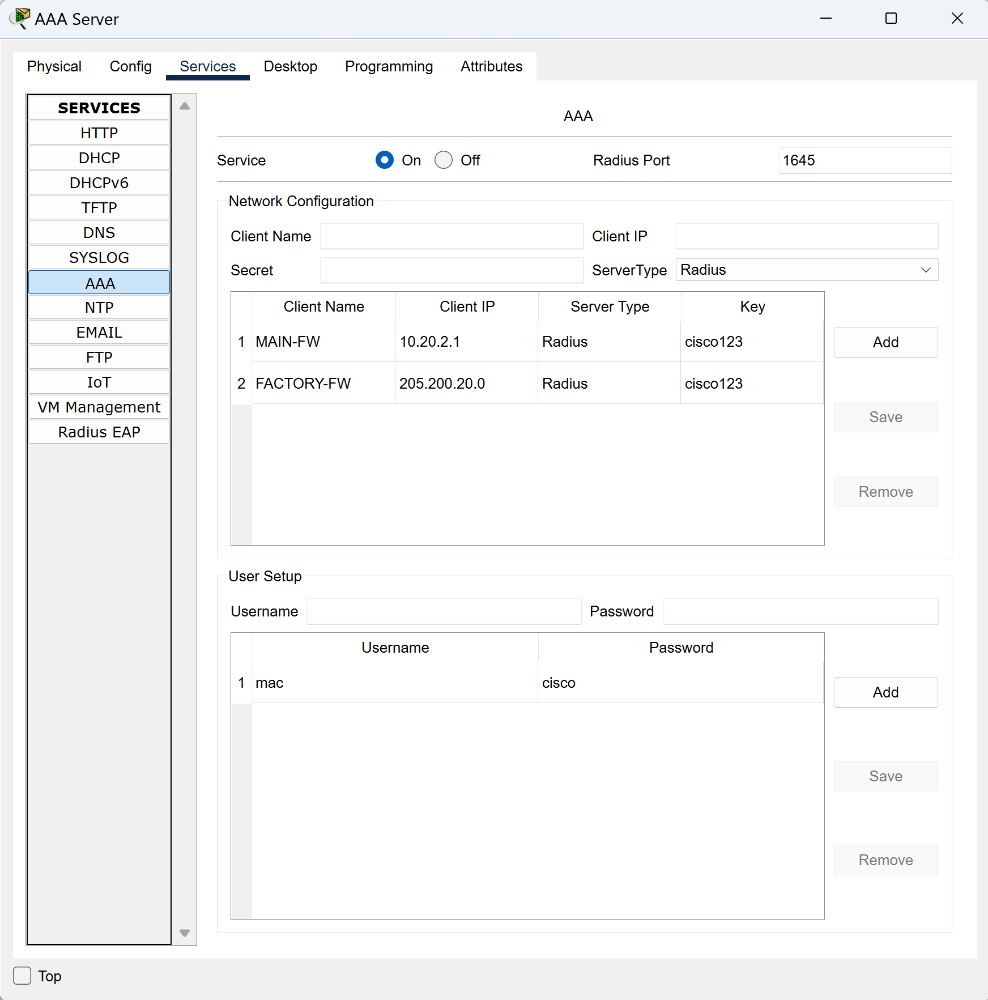 AAA Server
Physical Config Services Desktop Programming Attributes
SERVICES
HTTP
DHCP
DHCPv6
TFTP
DNS
SYSLOG
AAA
NTP
EMAIL
FTP
IoT
VM Management
Radius EAP
AAA
Service On Off Radius Port 1645
Network Configuration
Client Name Client IP
Secret ServerType Radius
Client Name Client IP Server Type Key
1 MAIN-FW 10.20.2.1 Radius cisco123
2 FACTORY-FW 205.200.20.0 Radius cisco123
Add
Save
Remove
User Setup
Username Password
Username Password
1 mac cisco
Add
Save
Remove
Top